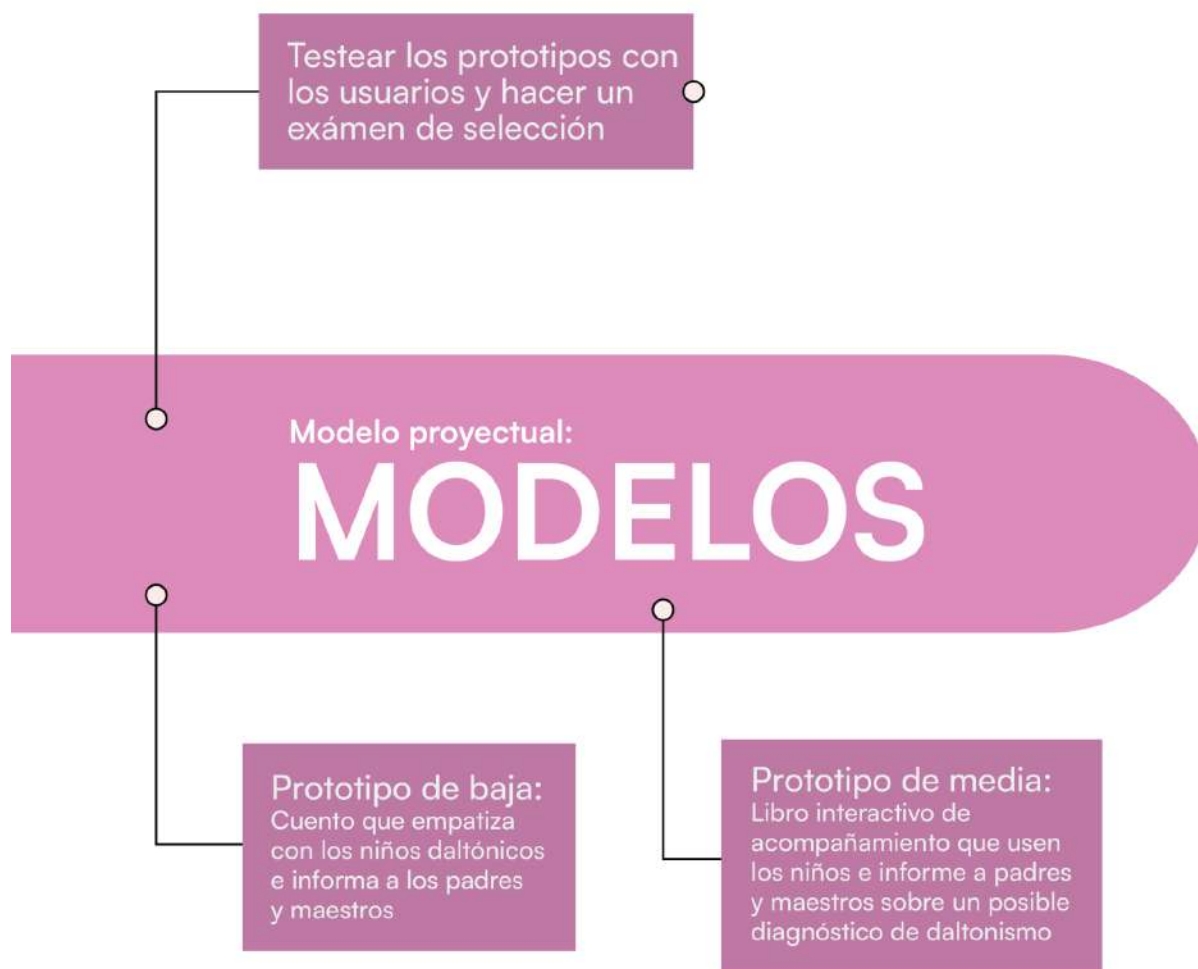 Testear los prototipos con
los usuarios y hacer un
exámen de selección
Modelo proyectual:
MODELOS
Prototipo de baja:
Cuento que empatiza
con los niños daltónicos
e informa a los padres
y maestros
Prototipo de media:
Libro interactivo de
acompañamiento que usen
los niños e informe a padres
y maestros sobre un posible
diagnóstico de daltonismo